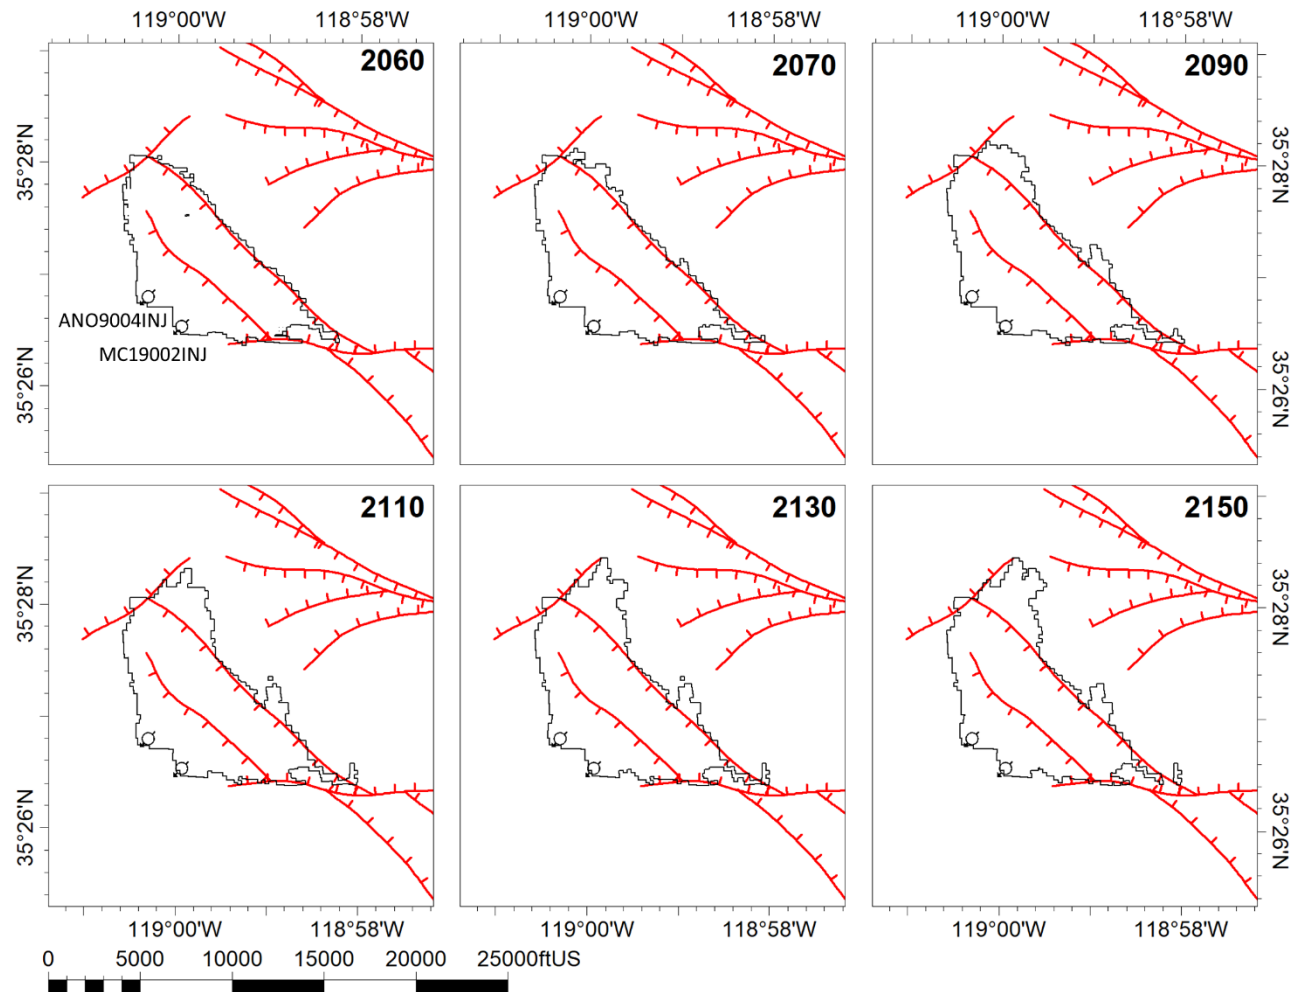 119°00'W 118°58'W 119°00'W 118°58'W 119°00'W 118°58'W
2060 2070 2090
35°28'N 35°28'N
ANO9004INJ
MC19002INJ
35°26'N 35°26'N
2110 2130 2150
35°28'N 35°28'N
35°26'N 35°26'N
119°00'W 118°58'W 119°00'W 118°58'W 119°00'W 118°58'W
0 5000 10000 15000 20000 25000ftUS